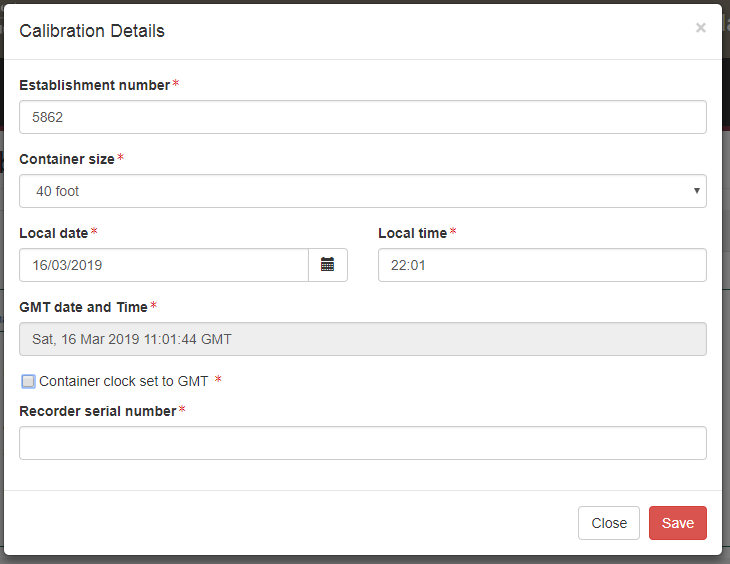 Calibration Details ×
Establishment number*
5862
Container size*
40 foot
Local date* Local time*
16/03/2019 22:01
GMT date and Time*
Sat, 16 Mar 2019 11:01:44 GMT
Container clock set to GMT *
Recorder serial number*
Close Save